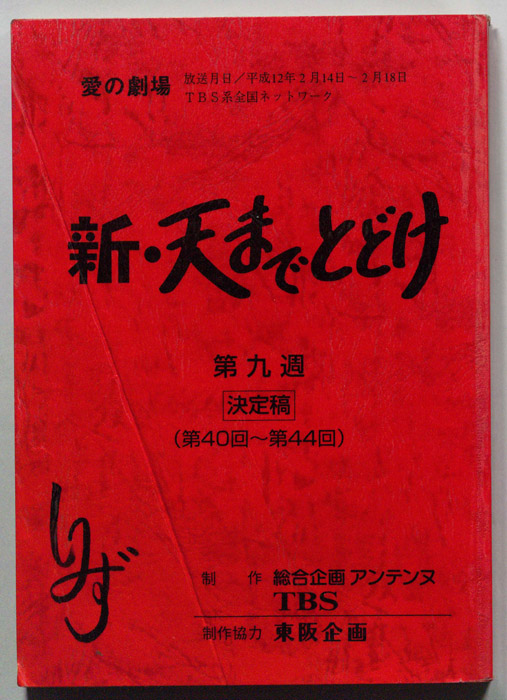 愛の劇場
放送月日／平成12年2月14日～2月18日
TBS系全国ネットワーク
新・天までとどけ
第九週
決定稿
(第40回～第44回)
制作 総合企画アンテンヌ
TBS
制作協力 東阪企画